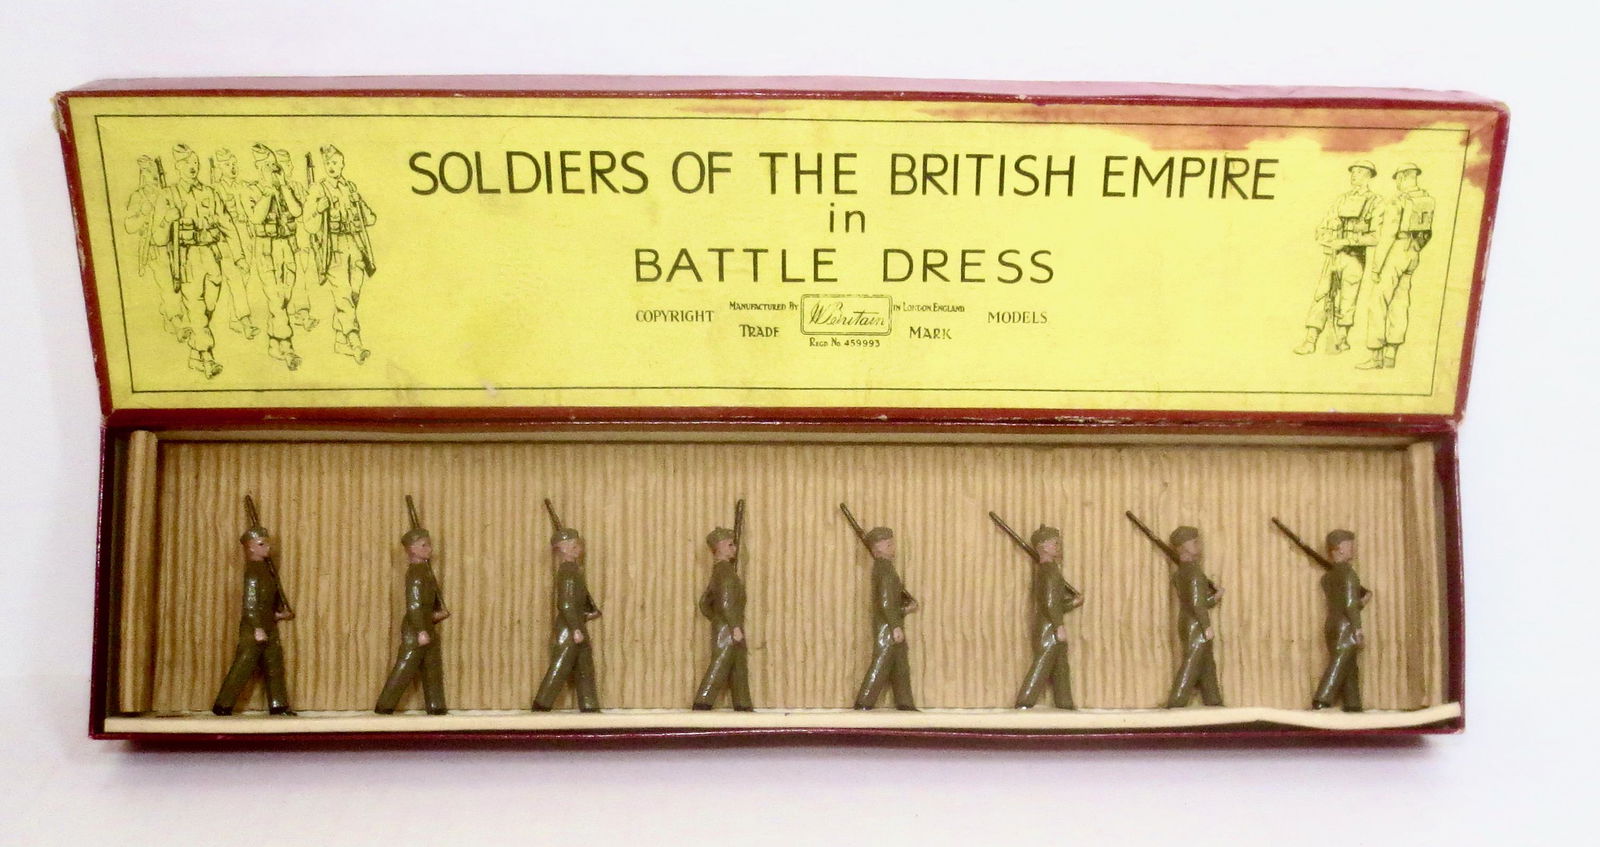 SOLDIERS OF THE BRITISH EMPIRE
in
BATTLE DRESS
COPYRIGHT MANUFACTURED BY W Britain IN LONDON ENGLAND MODELS
TRADE MARK
REGD No. 459993